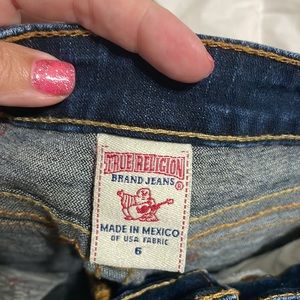 TRUE RELIGION
BRAND JEANS®
MADE IN MEXICO
OF USA FABRIC
6